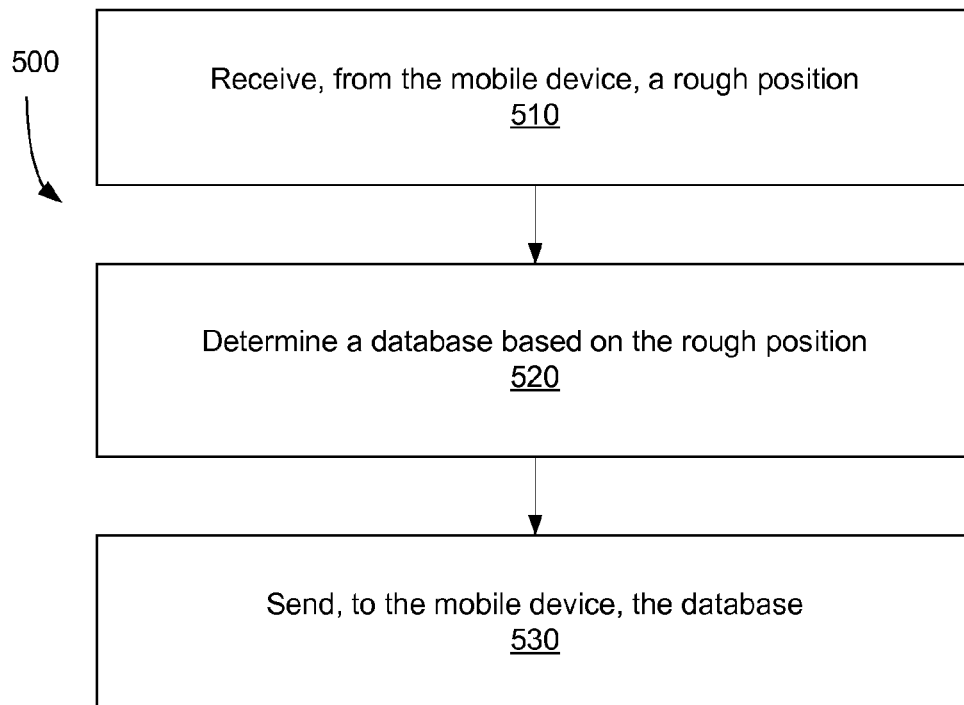 500
Receive, from the mobile device, a rough position
510
Determine a database based on the rough position
520
Send, to the mobile device, the database
530